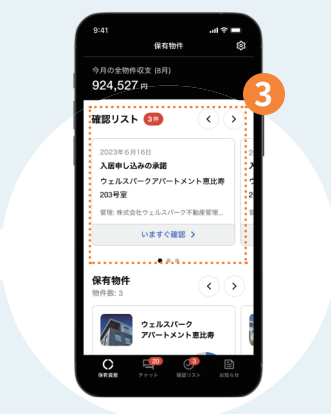 9:41
保有物件
今月の全物件収支 (8月)
924,527 円
3
確認リスト 3件
2023年6月16日
入居申し込みの承諾
ウェルスパークアパートメント恵比寿
203号室
管理: 株式会社ウェルスパーク不動産管理...
いますぐ確認
保有物件
物件数: 3
ウェルスパーク
アパートメント恵比寿
20
3
保有資産
チャット
確認リスト
お知らせ